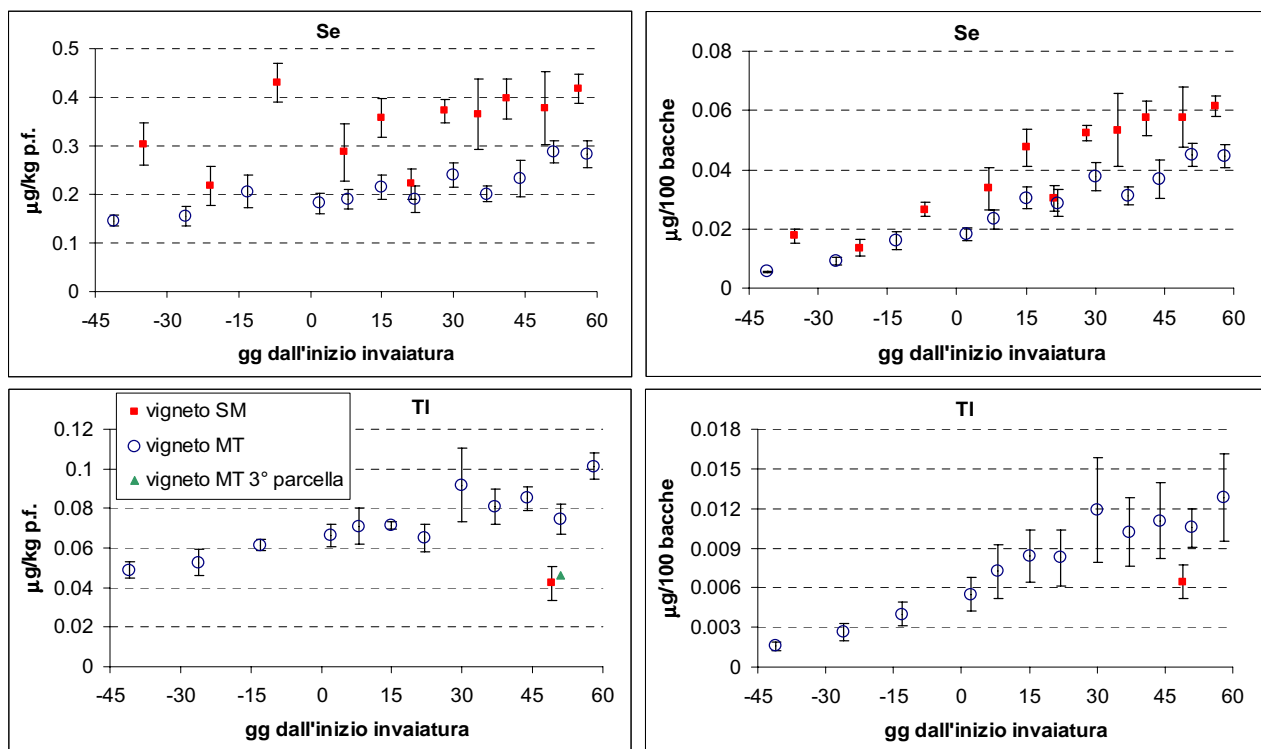 Se
0.5
0.4
0.3
0.2
0.1
0
µg/kg p.f.
-45 -30 -15 0 15 30 45 60
gg dall'inizio invaiatura
Se
0.08
0.06
0.04
0.02
0
µg/100 bacche
-45 -30 -15 0 15 30 45 60
gg dall'inizio invaiatura
Tl
vigneto SM
vigneto MT
vigneto MT 3° parcella
0.12
0.1
0.08
0.06
0.04
0.02
0
µg/kg p.f.
-45 -30 -15 0 15 30 45 60
gg dall'inizio invaiatura
Tl
0.018
0.015
0.012
0.009
0.006
0.003
0
µg/100 bacche
-45 -30 -15 0 15 30 45 60
gg dall'inizio invaiatura